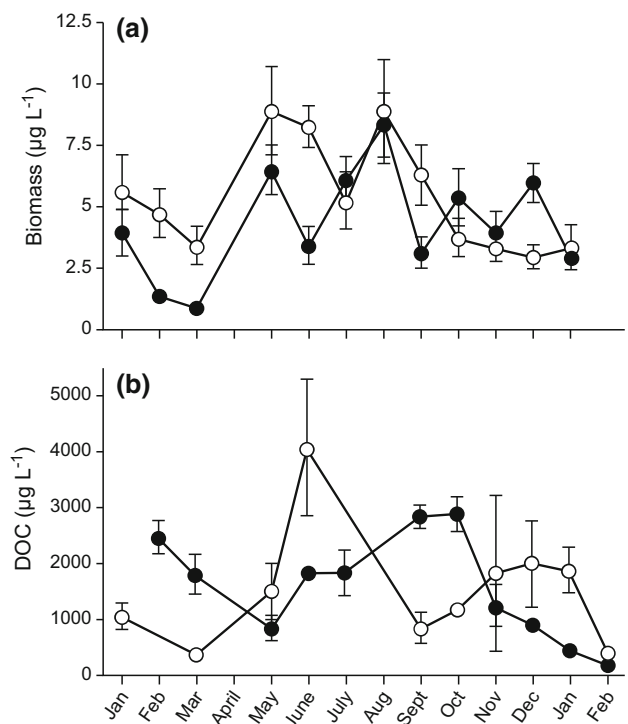 (a)
12.5
10
7.5
5
2.5
0
Biomass (µg L⁻¹)
(b)
5000
4000
3000
2000
1000
0
DOC (µg L⁻¹)
Jan
Feb
Mar
April
May
June
July
Aug
Sept
Oct
Nov
Dec
Jan
Feb